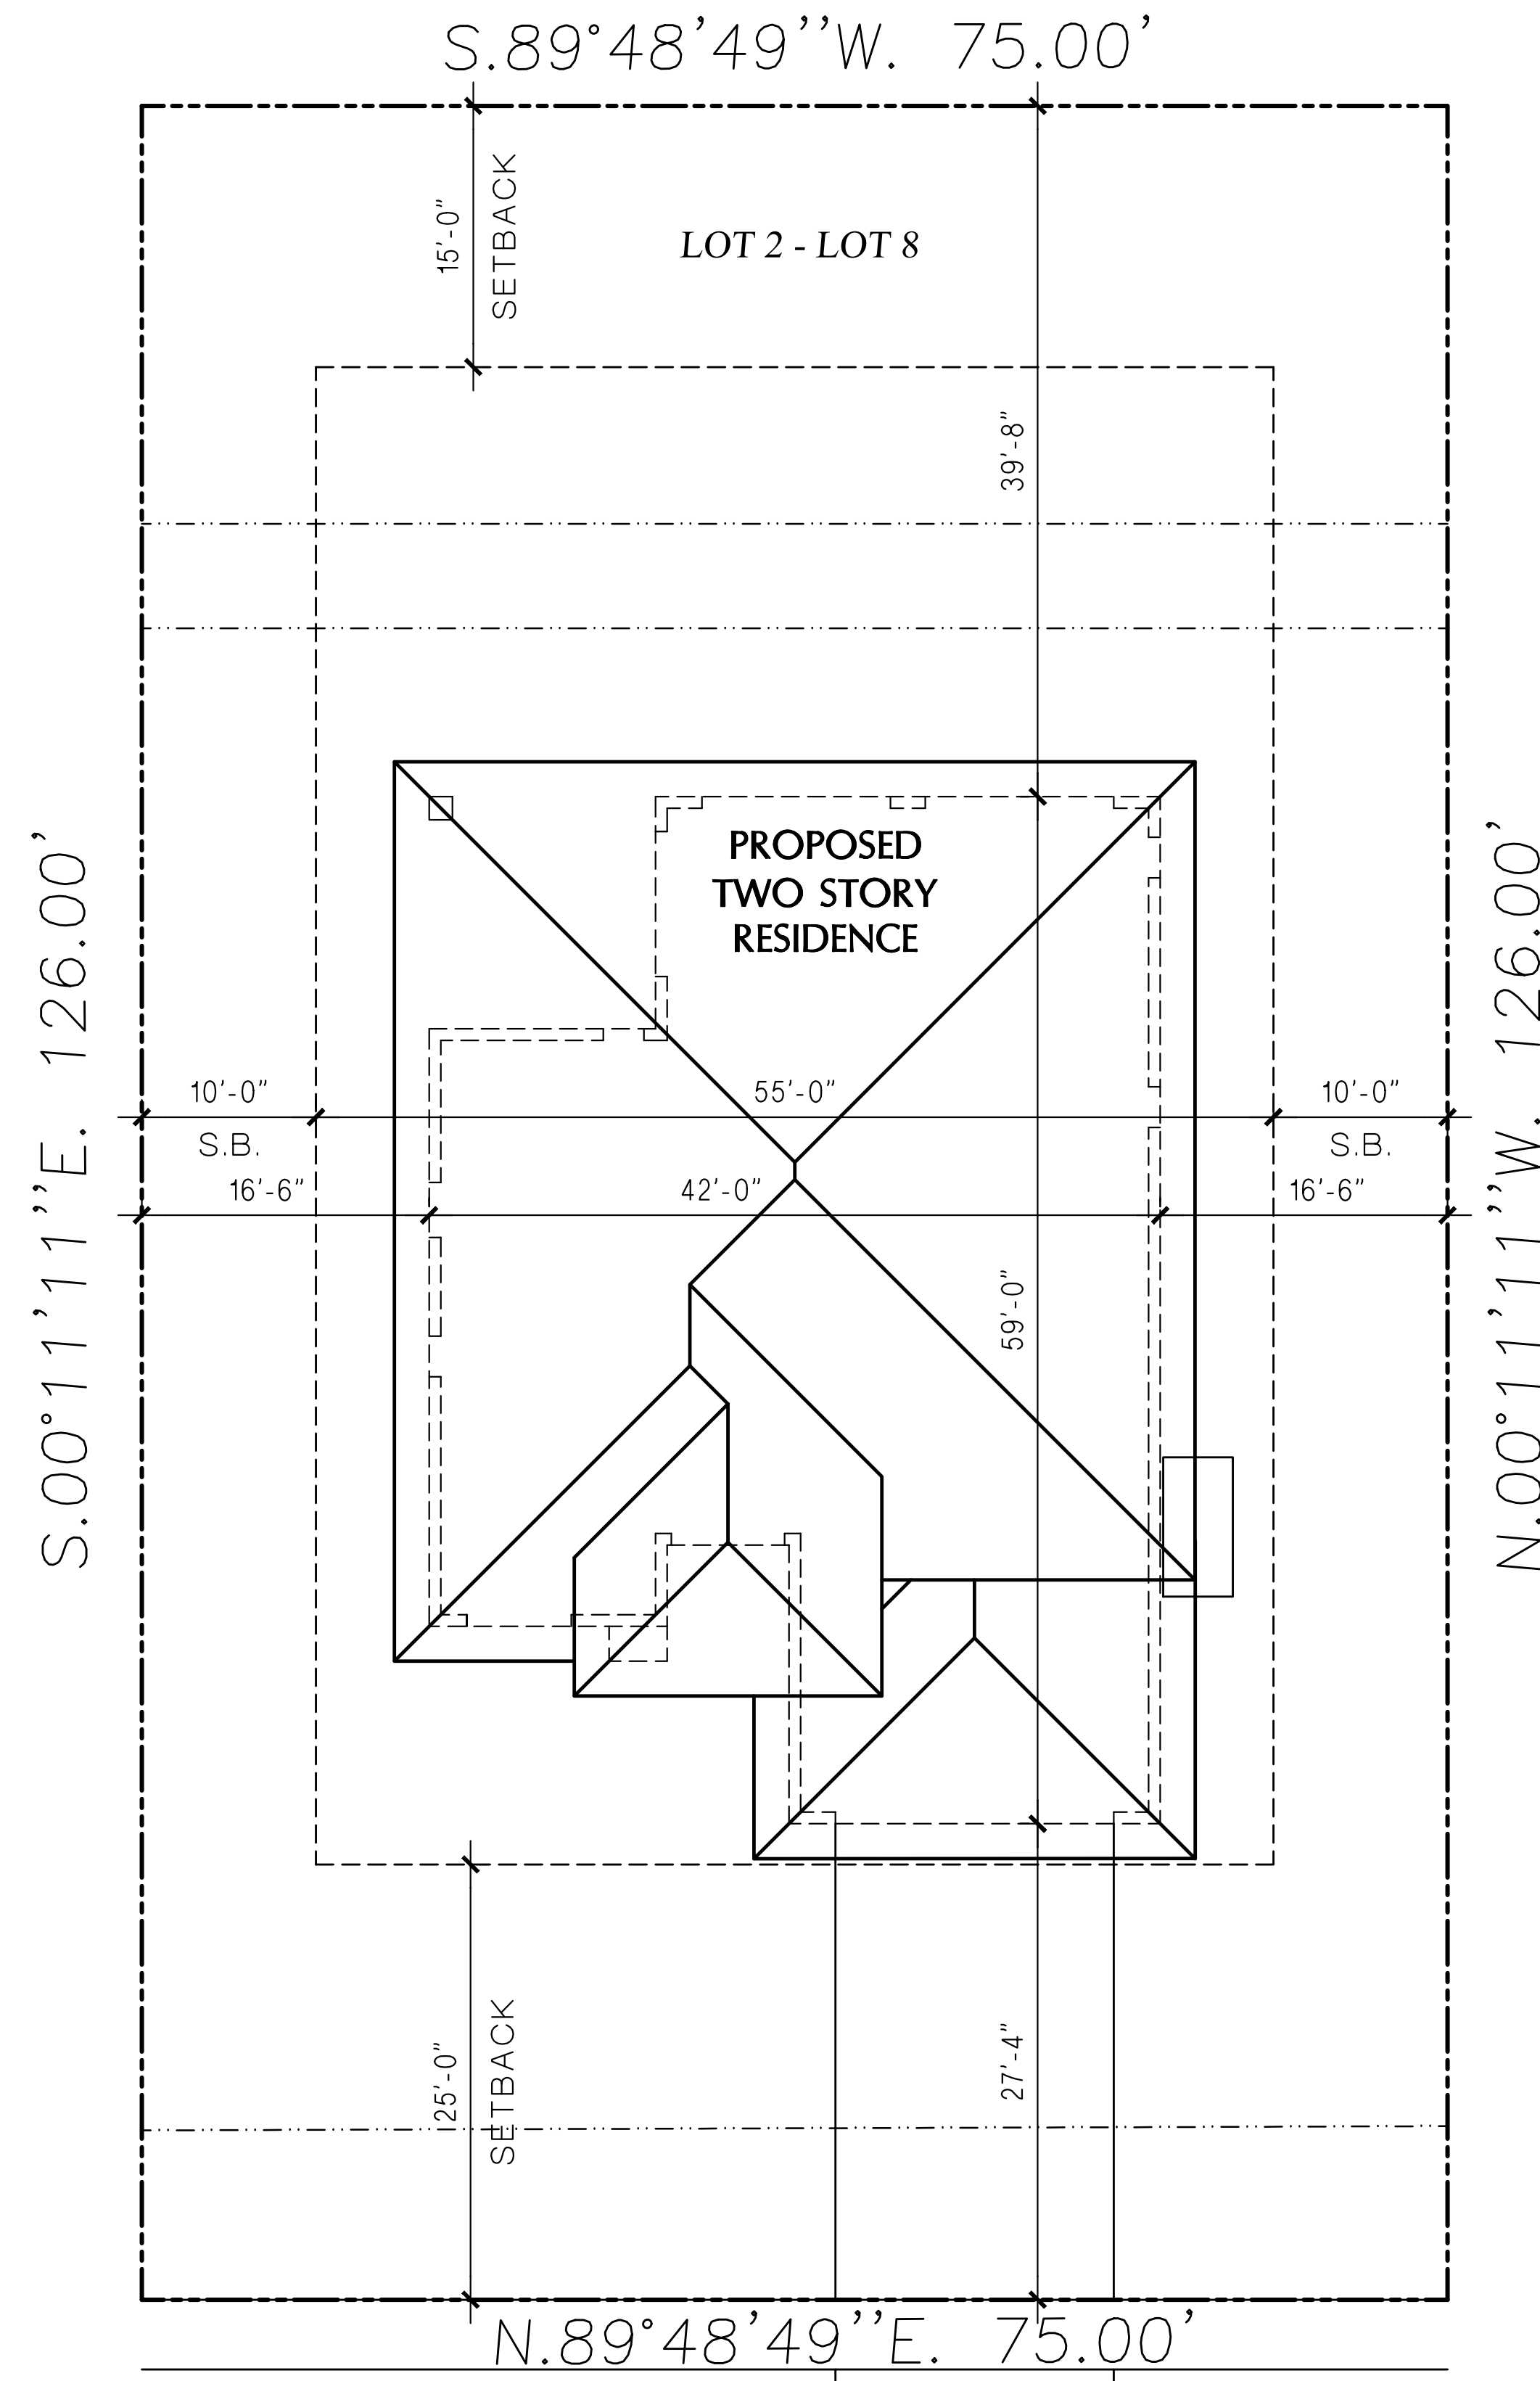 S.89°48'49''W. 75.00'
15'-0"
SETBACK
LOT 2 - LOT 8
39'-8"
PROPOSED
TWO STORY
RESIDENCE
S.00°11'11''E. 126.00'
N.00°11'11''W. 126.00'
10'-0"
55'-0"
10'-0"
S.B.
S.B.
16'-6"
42'-0"
16'-6"
59'-0"
25'-0"
SETBACK
27'-4"
N.89°48'49''E. 75.00'